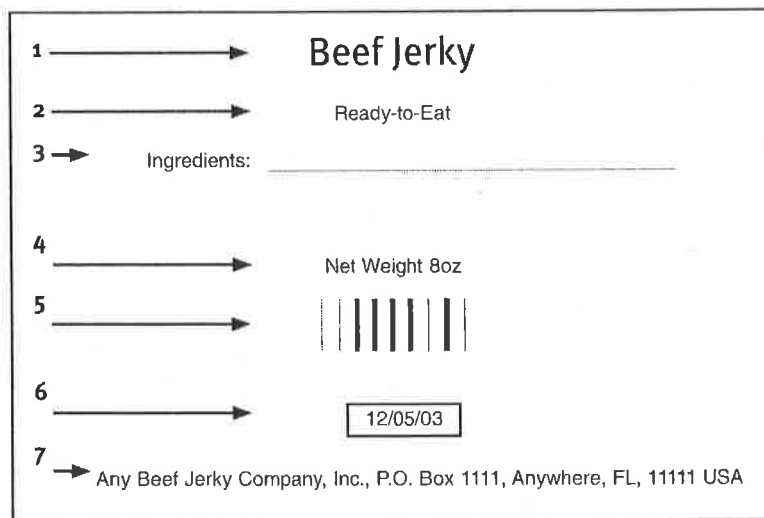 1 Beef Jerky
2 Ready-to-Eat
3 Ingredients:
4
Net Weight 8oz
5
6
12/05/03
7
Any Beef Jerky Company, Inc., P.O. Box 1111, Anywhere, FL, 11111 USA